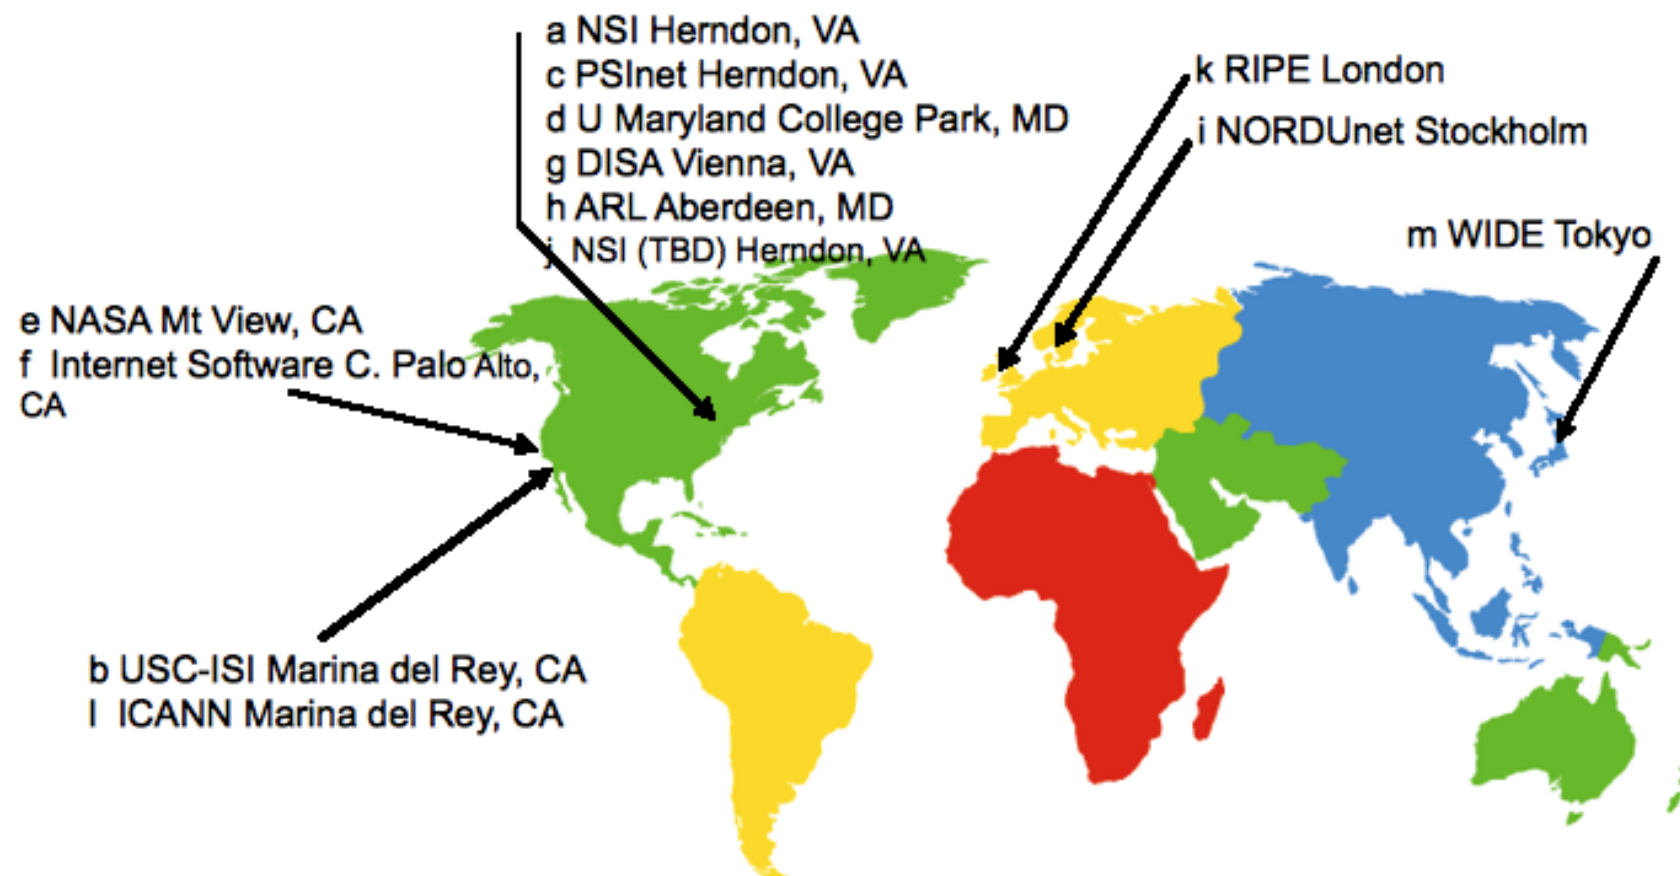 a NSI Herndon, VA
c PSInet Herndon, VA
d U Maryland College Park, MD
g DISA Vienna, VA
h ARL Aberdeen, MD
j NSI (TBD) Herndon, VA
k RIPE London
i NORDUnet Stockholm
m WIDE Tokyo
e NASA Mt View, CA
f Internet Software C. Palo Alto,
CA
b USC-ISI Marina del Rey, CA
l ICANN Marina del Rey, CA